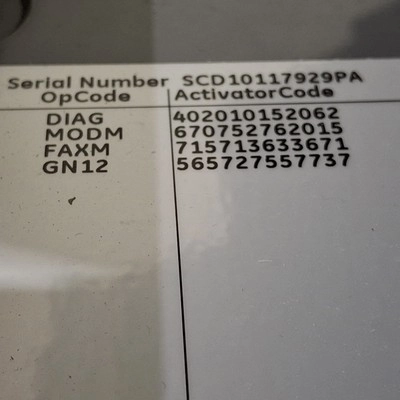 Serial Number SCD10117929PA
OpCode ActivatorCode
DIAG 402010152062
MODM 670752762015
FAXM 715713633671
GN12 565727557737